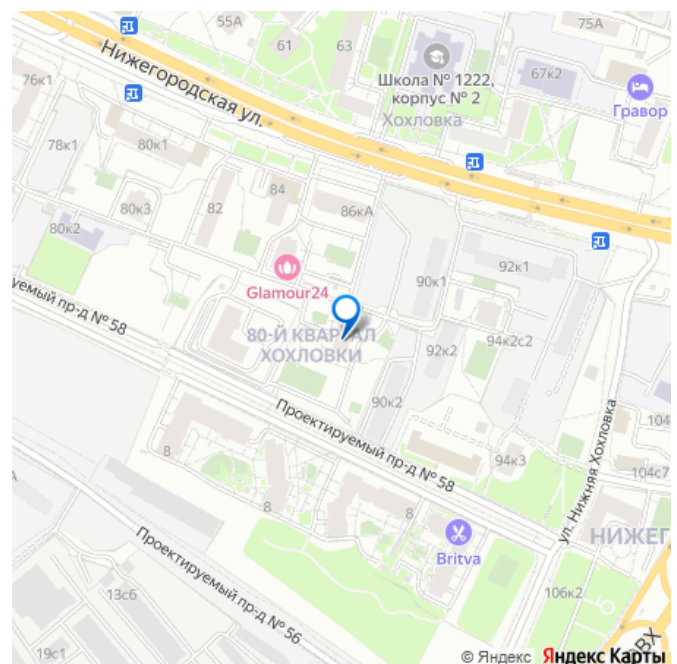 55А
75А
61
63
Нижегородская ул.
Школа № 1222,
корпус № 2
Хохловка
67к2
Гравор
76к1
78к1
80к1
80к3
82
84
86кА
80к2
Glamour24
90к1
92к1
уемый пр-д № 58
80-Й КВАРТАЛ
ХОХЛОВКИ
92к2
94к2с2
90к2
Проектируемый пр-д № 58
ул. Нижняя Хохловка
104
94к3
104с7
8
8
8
Britva
НИЖЕГ
Проектируемый пр-д № 56
13с6
106к2
19с1
ВХ
© Яндекс Яндекс Карты